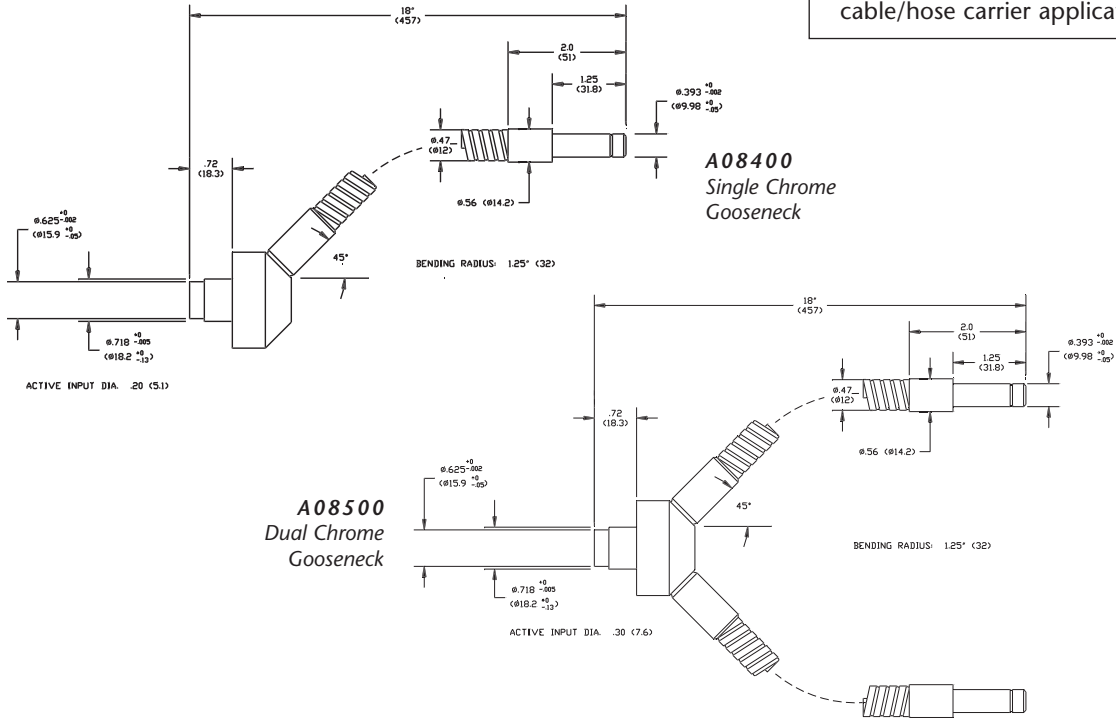 cable/hose carrier applica
18"
(457)
2.0
(51)
1.25
(31.8)
ø.393 +0 -.002
(ø9.98 +0 -.05)
ø.47
(ø12)
.72
(18.3)
A08400
Single Chrome
Gooseneck
ø.56 (ø14.2)
ø.625 +0 -.002
(ø15.9 +0 -.05)
45°
BENDING RADIUS: 1.25" (32)
ø.718 +0 -.005
(ø18.2 +0 -.13)
ACTIVE INPUT DIA. .20 (5.1)
18"
(457)
2.0
(51)
1.25
(31.8)
ø.393 +0 -.002
(ø9.98 +0 -.05)
ø.47
(ø12)
.72
(18.3)
ø.56 (ø14.2)
ø.625 +0 -.002
(ø15.9 +0 -.05)
A08500
Dual Chrome
Gooseneck
45°
BENDING RADIUS: 1.25" (32)
ø.718 +0 -.005
(ø18.2 +0 -.13)
ACTIVE INPUT DIA. .30 (7.6)